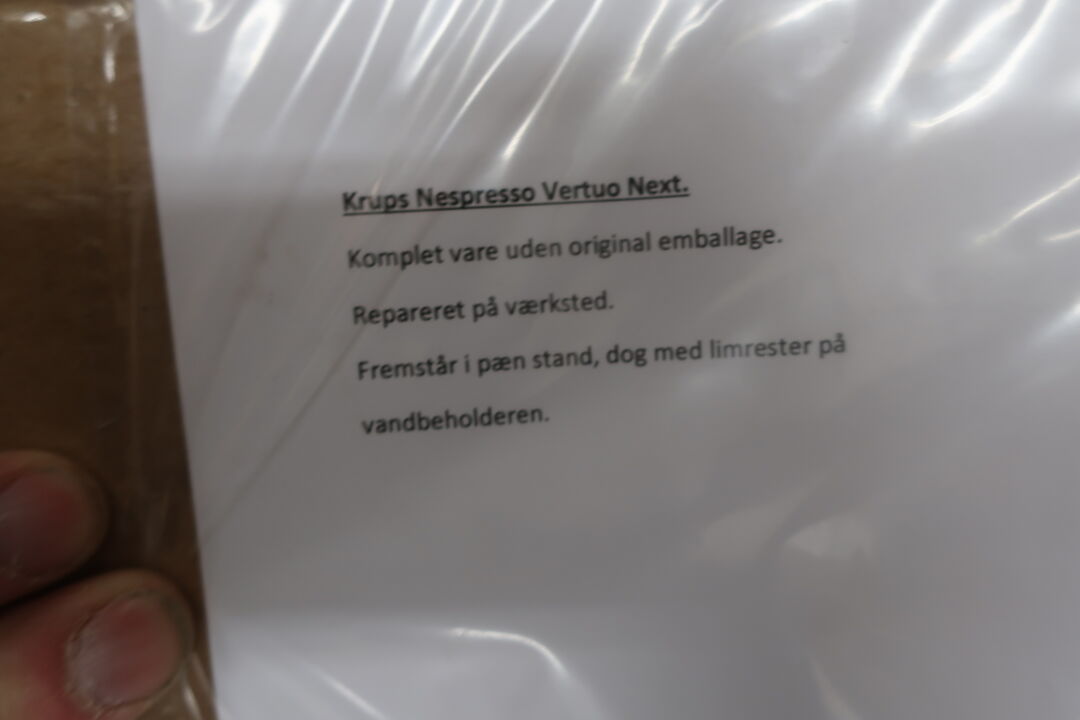 Krups Nespresso Vertuo Next.
Komplet vare uden original emballage.
Repareret på værksted.
Fremstår i pæn stand, dog med limrester på
vandbeholderen.